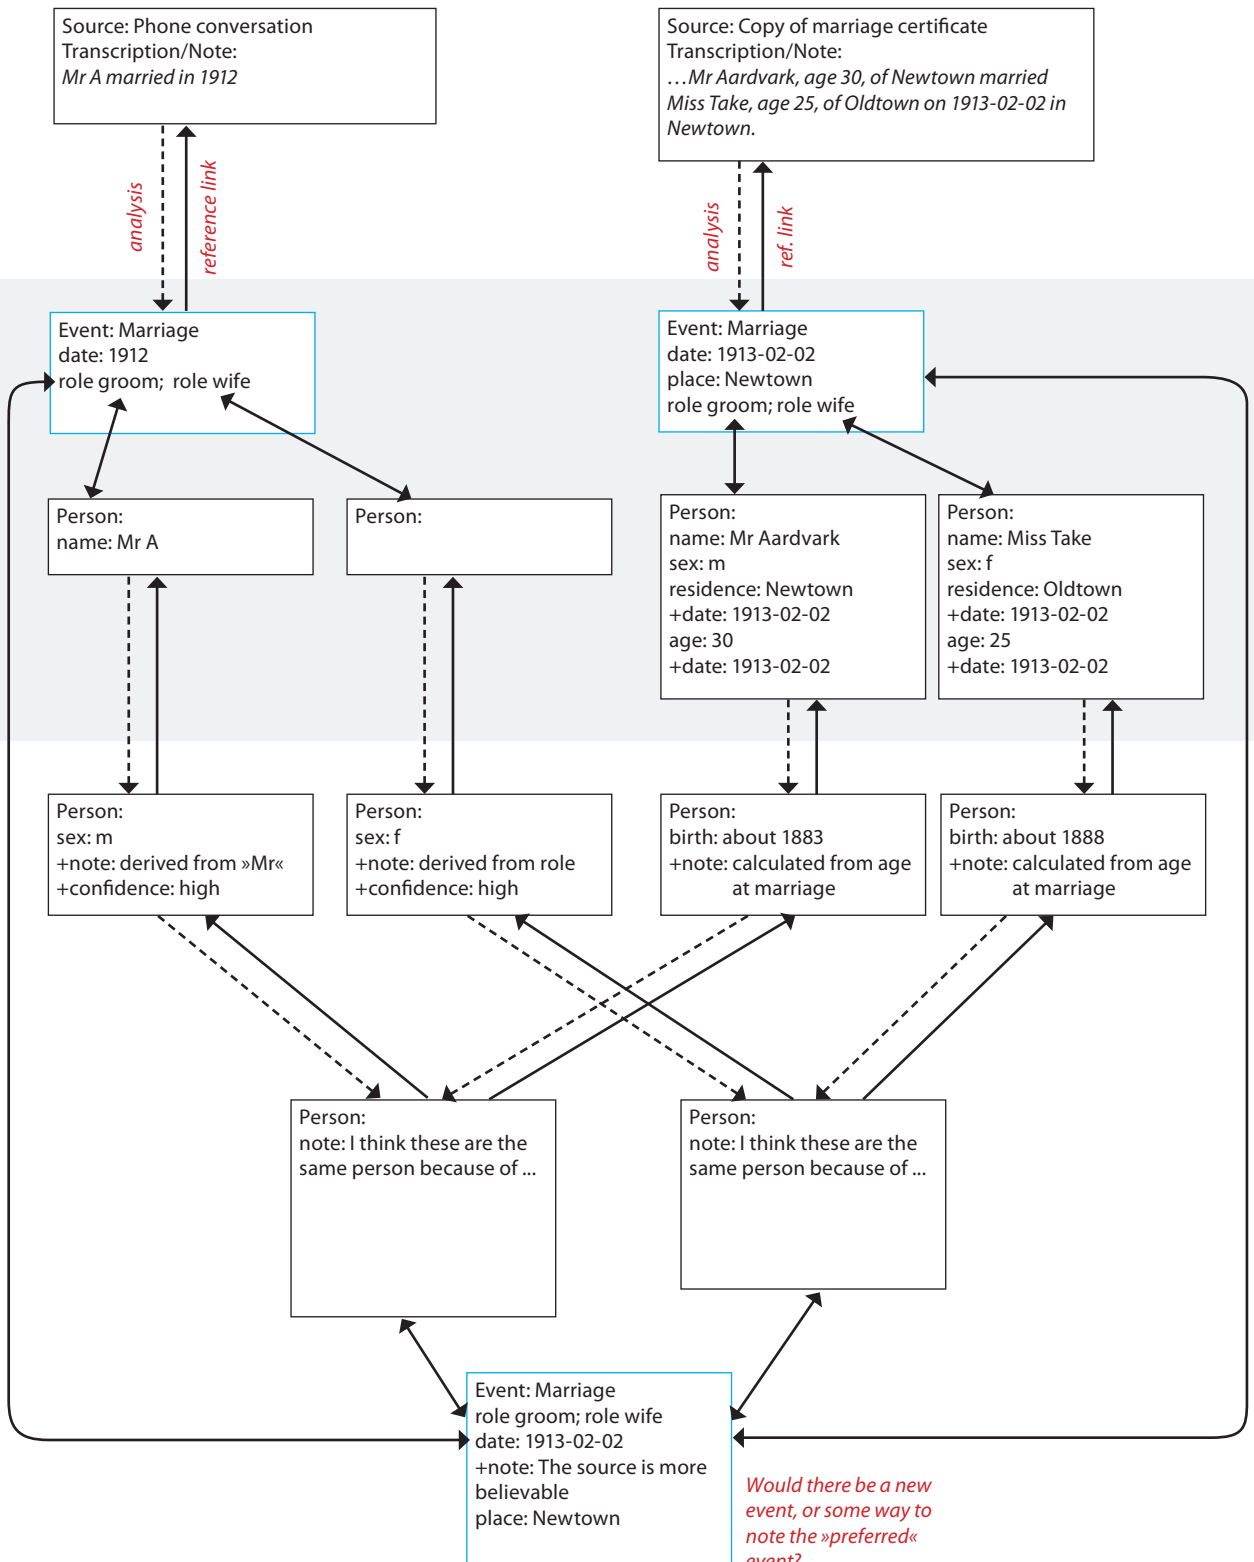 Source: Phone conversation
Transcription/Note:
Mr A married in 1912
Source: Copy of marriage certificate
Transcription/Note:
…Mr Aardvark, age 30, of Newtown married
Miss Take, age 25, of Oldtown on 1913-02-02 in
Newtown.
analysis
reference link
analysis
ref. link
Event: Marriage
date: 1912
role groom; role wife
Event: Marriage
date: 1913-02-02
place: Newtown
role groom; role wife
Person:
name: Mr A
Person:
Person:
name: Mr Aardvark
sex: m
residence: Newtown
+date: 1913-02-02
age: 30
+date: 1913-02-02
Person:
name: Miss Take
sex: f
residence: Oldtown
+date: 1913-02-02
age: 25
+date: 1913-02-02
Person:
sex: m
+note: derived from »Mr«
+confidence: high
Person:
sex: f
+note: derived from role
+confidence: high
Person:
birth: about 1883
+note: calculated from age
at marriage
Person:
birth: about 1888
+note: calculated from age
at marriage
Person:
note: I think these are the
same person because of ...
Person:
note: I think these are the
same person because of ...
Event: Marriage
role groom; role wife
date: 1913-02-02
+note: The source is more
believable
place: Newtown
Would there be a new
event, or some way to
note the »preferred«
event?